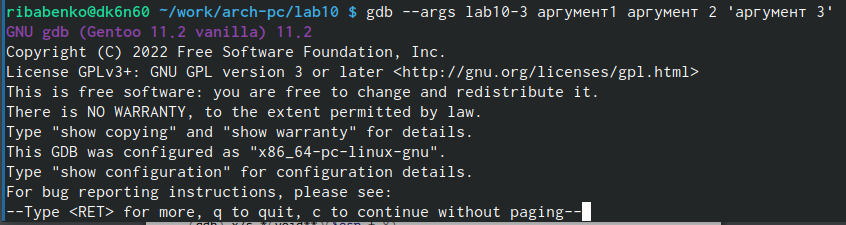 ribabenko@dk6n60 ~/work/arch-pc/lab10 $ gdb --args lab10-3 аргумент1 аргумент 2 'аргумент 3'
GNU gdb (Gentoo 11.2 vanilla) 11.2
Copyright (C) 2022 Free Software Foundation, Inc.
License GPLv3+: GNU GPL version 3 or later <http://gnu.org/licenses/gpl.html>
This is free software: you are free to change and redistribute it.
There is NO WARRANTY, to the extent permitted by law.
Type "show copying" and "show warranty" for details.
This GDB was configured as "x86_64-pc-linux-gnu".
Type "show configuration" for configuration details.
For bug reporting instructions, please see:
--Type <RET> for more, q to quit, c to continue without paging--